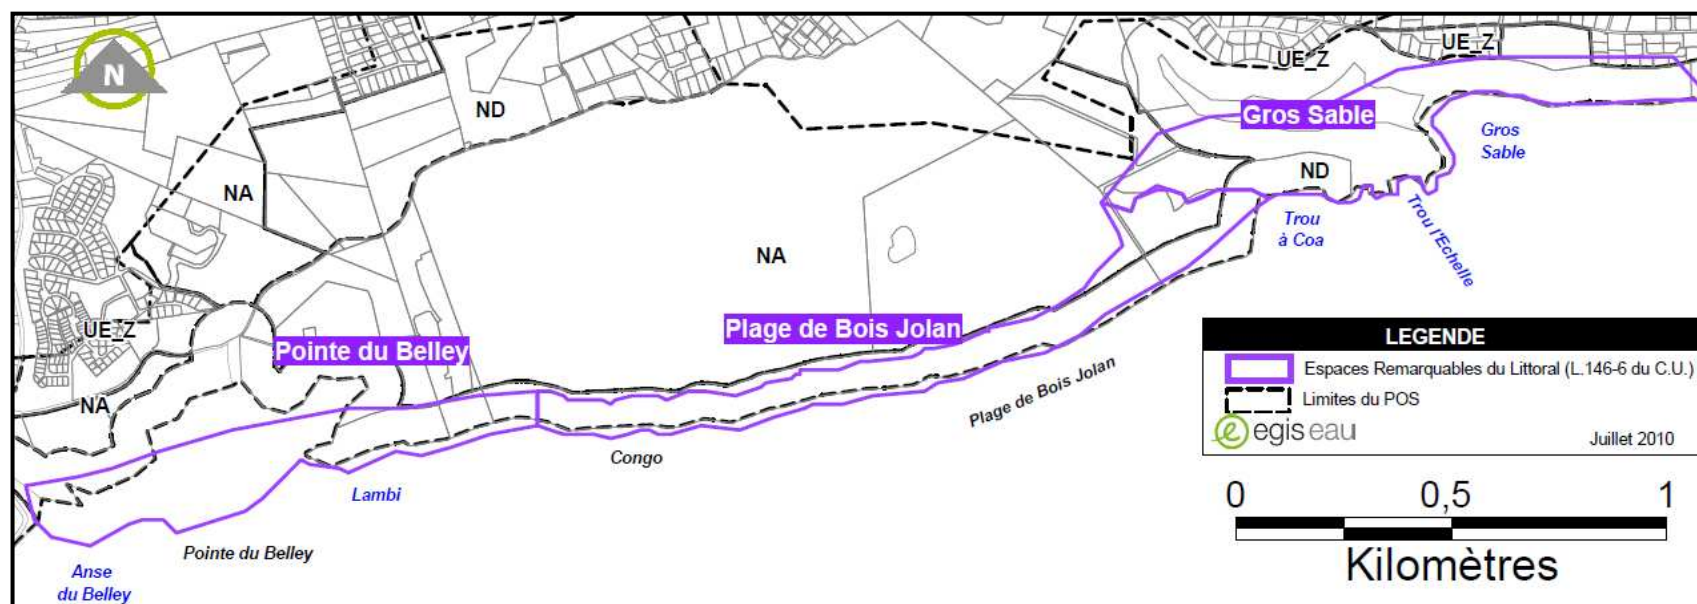 N
ND
UE_Z
UE_Z
Gros Sable
Gros
Sable
ND
NA
Trou
à Coa
Trou l'Echelle
NA
UE_Z
Pointe du Belley
Plage de Bois Jolan
NA
Plage de Bois Jolan
Congo
Lambi
Pointe du Belley
Anse
du Belley
LEGENDE
Espaces Remarquables du Littoral (L.146-6 du C.U.)
Limites du POS
egis eau
Juillet 2010
0 0,5 1
Kilomètres